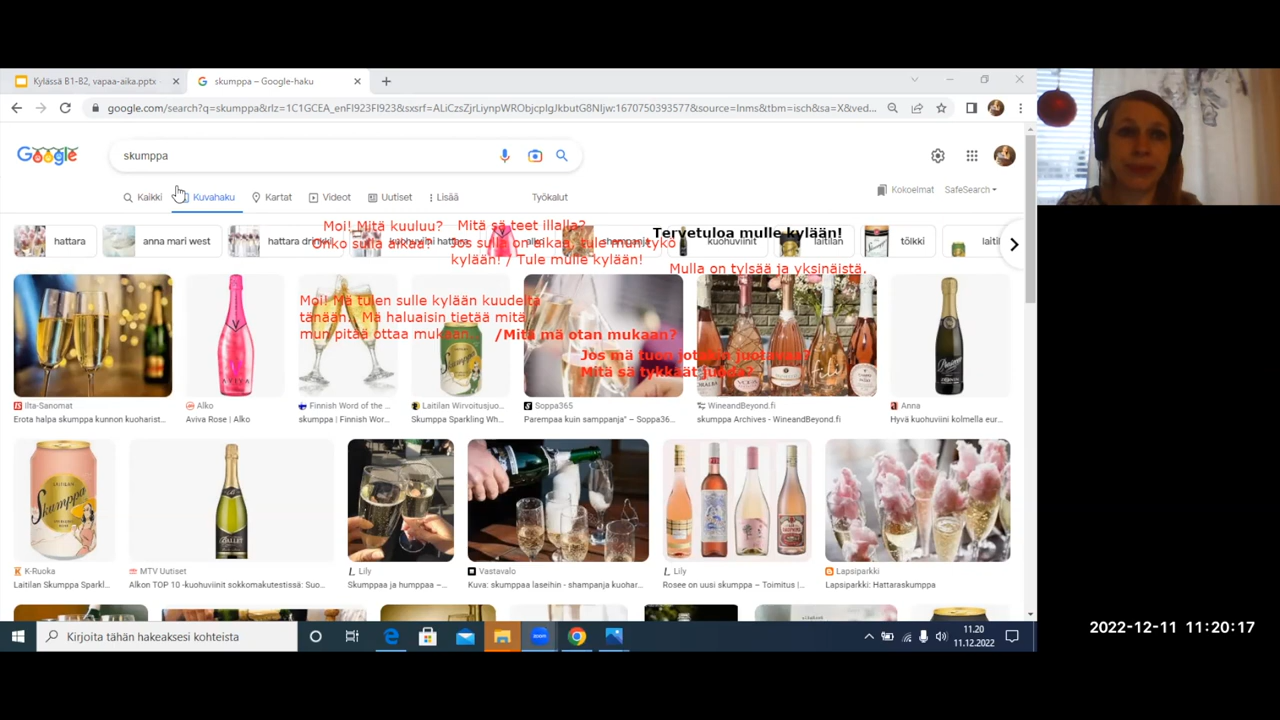 Kylässä B1-B2, vapaa-aika.pptx
skumppa – Google-haku
google.com/search?q=skumppa&rlz=1C1GCEA_enFI923FI923&sxsrf=ALiCzsZjrLiynpWRObjcpIgJkbutG8NIjw:1670750393577&source=lnms&tbm=isch&sa=X&ved...
Google
skumppa
Kaikki Kuvahaku Kartat Videot Uutiset Lisää Työkalut
Kokoelmat SafeSearch
Moi! Mitä kuuluu?
Onko sulla aikaa?
Mitä sä teet illalla?
Jos sulla on aikaa, tule mun tykö
kylään! / Tule mulle kylään!
Tervetuloa mulle kylään!
Mulla on tylsää ja yksinäistä.
hattara anna mari west hattara kuohuviini kuohuviinit laitilan tölkki
Moi! Mä tulen sulle kylään kuudelta
tänään.. Mä haluaisin tietää mitä
mun pitää ottaa mukaan...
/Mitä mä otan mukaan?
Jos mä tuon jotakin juotavaa?
Mitä sä tykkäät juoda?
AVIVA
Skumppa
Ilta-Sanomat
Erota halpa skumppa kunnon kuoharist...
Alko
Aviva Rose | Alko
Finnish Word of the ...
skumppa | Finnish Wor...
Laitilan Wirvoitusjuo...
Skumppa Sparkling Wh...
Soppa365
Parempaa kuin samppanja" – Soppa36...
WineandBeyond.fi
skumppa Archives - WineandBeyond.fi
Anna
Hyvä kuohuviini kolmella eur...
Skumppa
K-Ruoka
Laitilan Skumppa Sparkl...
MTV Uutiset
Alkon TOP 10 -kuohuviinit sokkomakutestissä: Suo...
Lily
Skumppaa ja humppaa –...
Vastavalo
Kuva: skumppaa laseihin - shampanja kuohar...
Lily
Rosee on uusi skumppa – Toimitus |...
Lapsiparkki
Lapsiparkki: Hattaraskumppa
Kirjoita tähän hakeaksesi kohteista
zoom
11.20
11.12.2022
2022-12-11 11:20:17